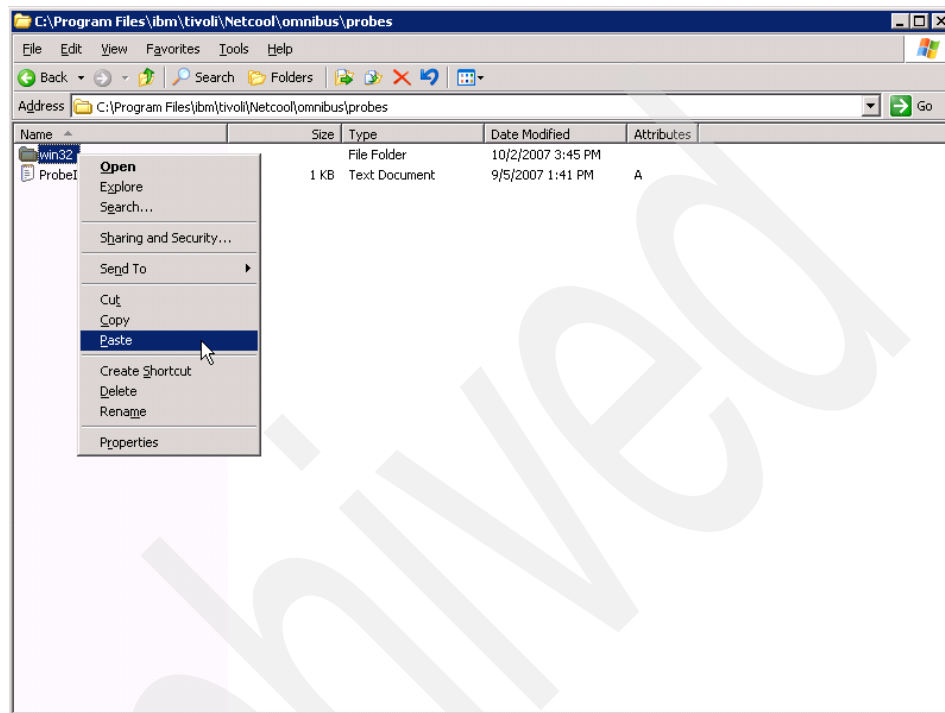 C:\Program Files\ibm\tivoli\Netcool\omnibus\probes
File Edit View Favorites Tools Help
Back Search Folders
Address C:\Program Files\ibm\tivoli\Netcool\omnibus\probes Go
Name Size Type Date Modified Attributes
win32 File Folder 10/2/2007 3:45 PM
ProbeI 1 KB Text Document 9/5/2007 1:41 PM A
Open
Explore
Search...
Sharing and Security...
Send To
Cut
Copy
Paste
Create Shortcut
Delete
Rename
Properties
hived